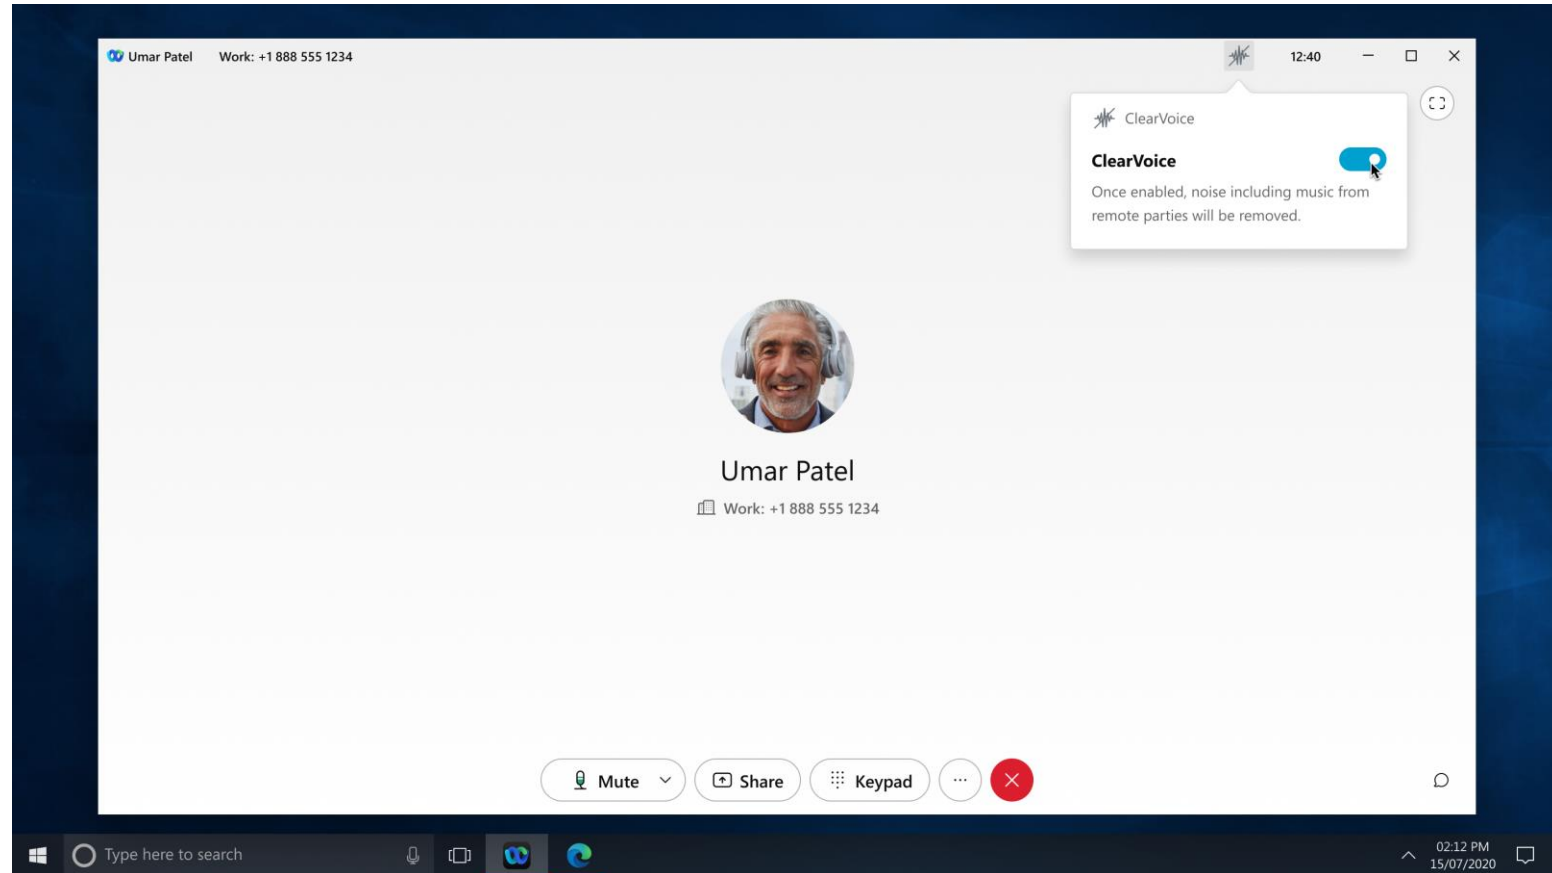 Umar Patel Work: +1 888 555 1234 12:40
ClearVoice
ClearVoice
Once enabled, noise including music from
remote parties will be removed.
Umar Patel
Work: +1 888 555 1234
Mute Share Keypad
Type here to search
02:12 PM
15/07/2020